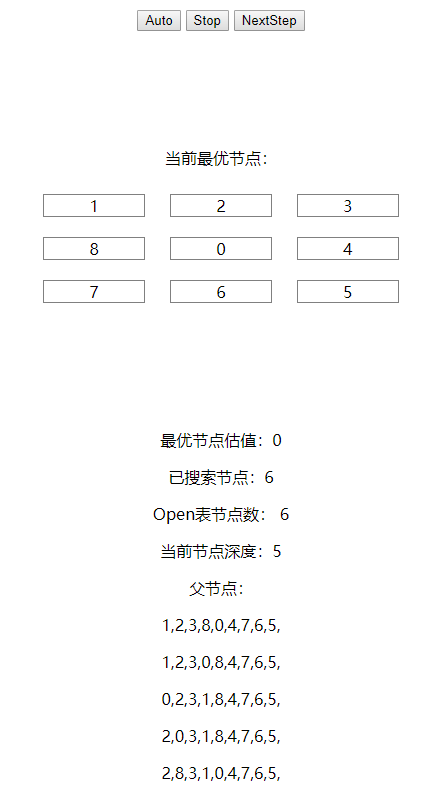 Auto Stop NextStep
当前最优节点：
1 2 3
8 0 4
7 6 5
最优节点估值：0
已搜索节点：6
Open表节点数： 6
当前节点深度：5
父节点：
1,2,3,8,0,4,7,6,5,
1,2,3,0,8,4,7,6,5,
0,2,3,1,8,4,7,6,5,
2,0,3,1,8,4,7,6,5,
2,8,3,1,0,4,7,6,5,